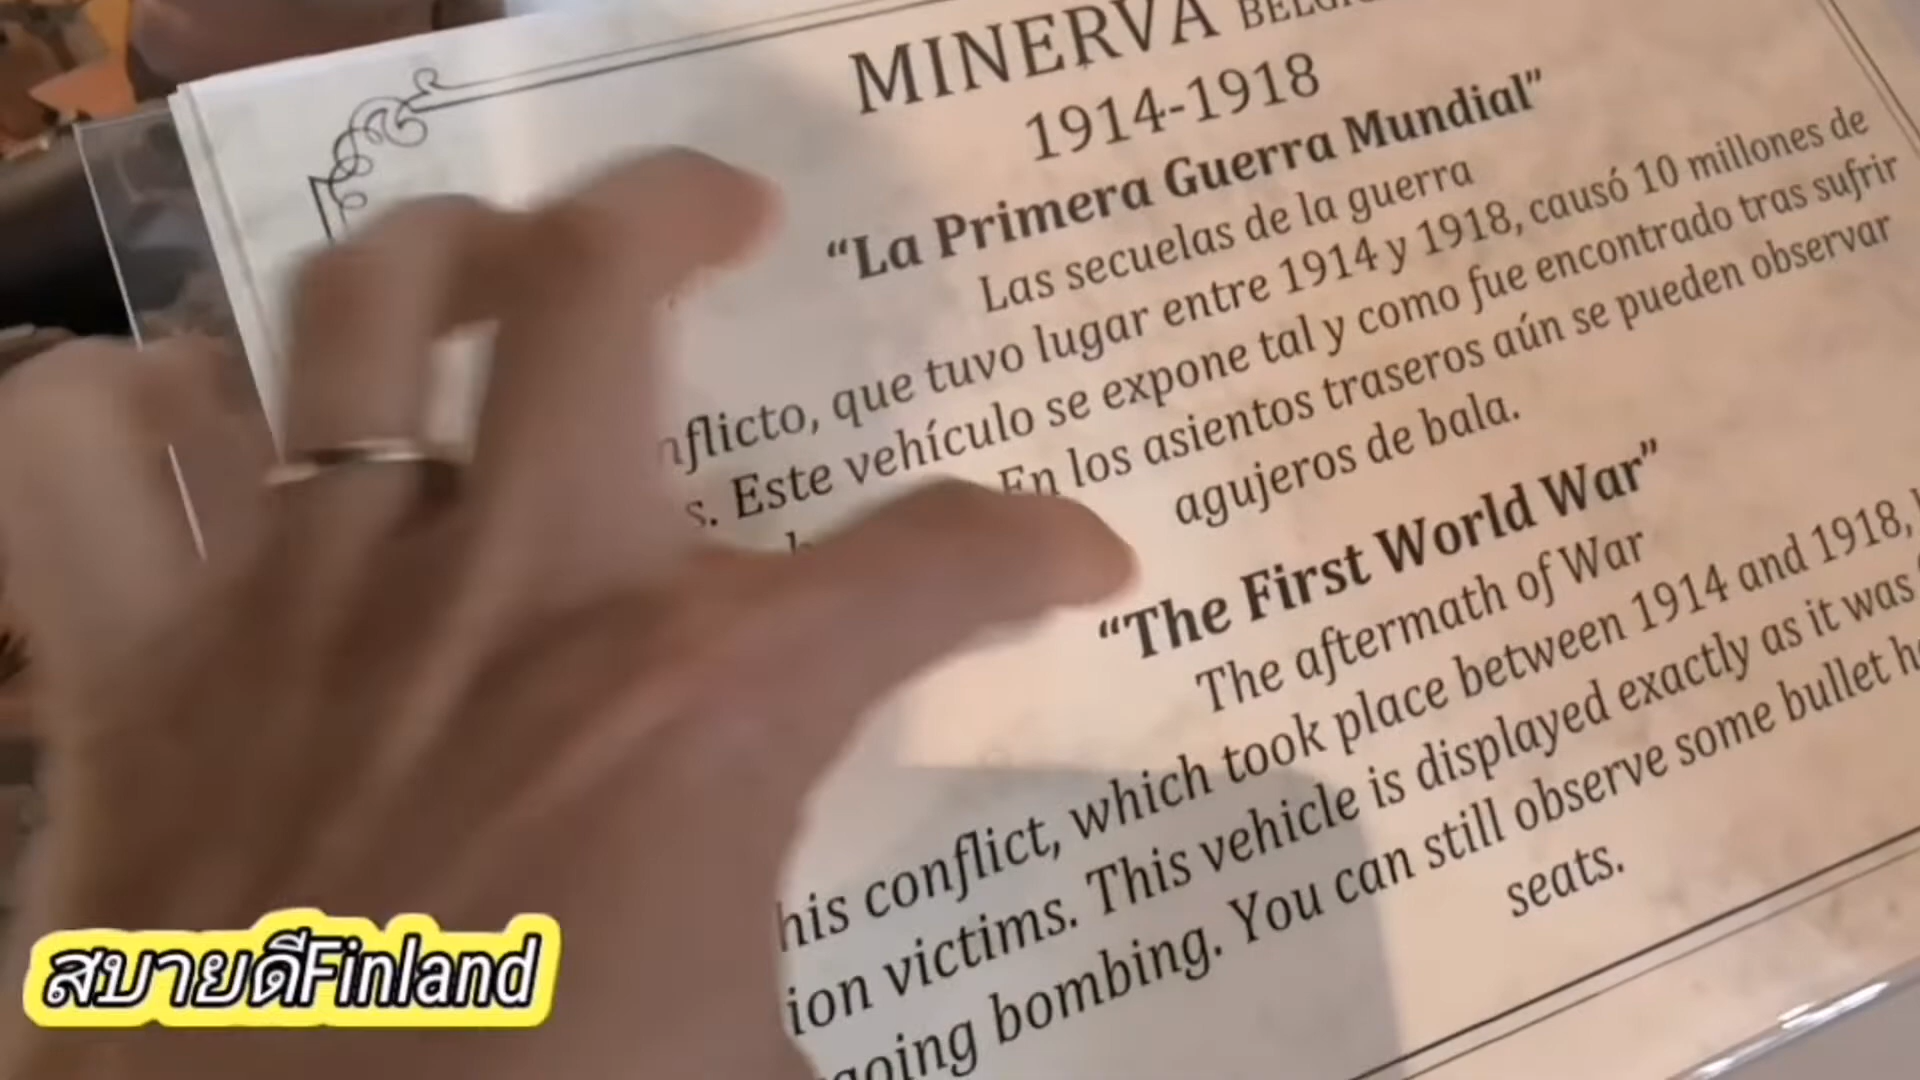 MINERVA
1914-1918
“La Primera Guerra Mundial”
Las secuelas de la guerra
que tuvo lugar entre 1914 y 1918, causó 10 millones de
Este vehículo se expone tal y como fue encontrado tras sufrir
En los asientos traseros aún se pueden observar
agujeros de bala.
“The First World War”
The aftermath of War
conflict, which took place between 1914 and 1918,
victims. This vehicle is displayed exactly as it was
bombing. You can still observe some bullet
seats.
สบายดีFinland